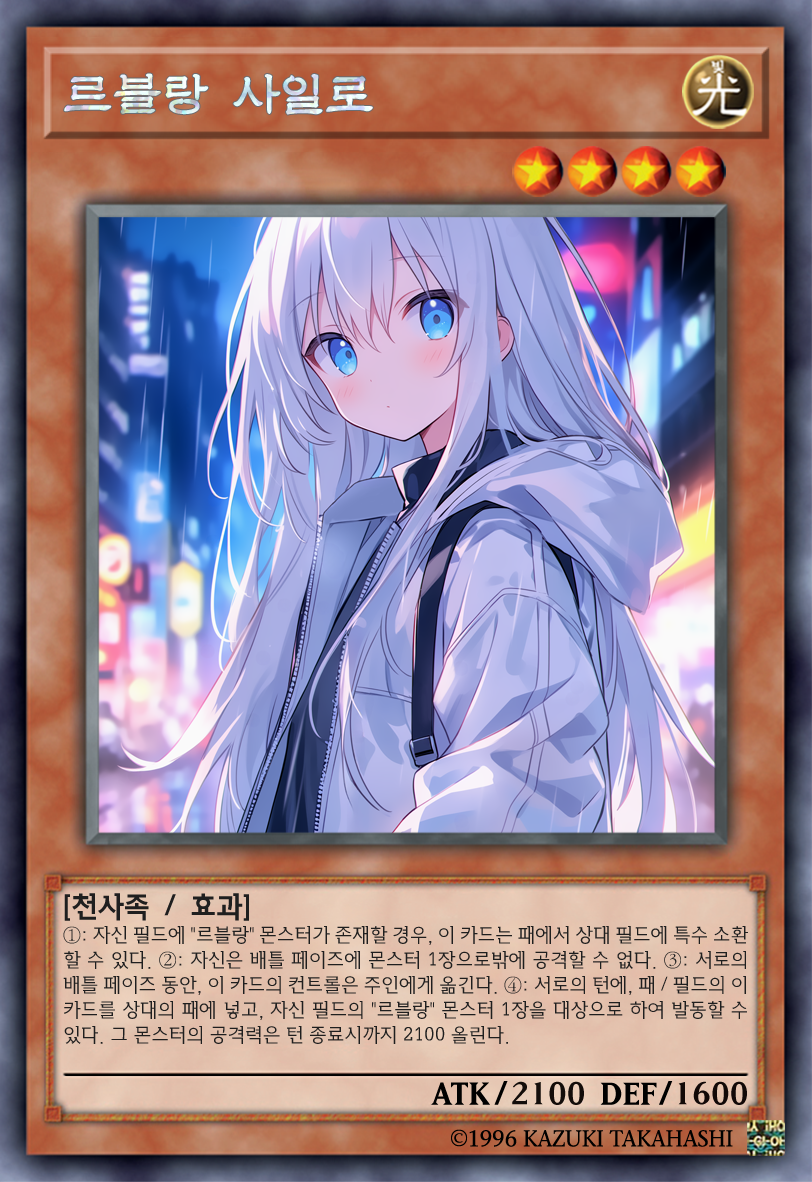 르블랑 사일로
빛
光
[천사족 / 효과]
①: 자신 필드에 "르블랑" 몬스터가 존재할 경우, 이 카드는 패에서 상대 필드에 특수 소환
할 수 있다. ②: 자신은 배틀 페이즈에 몬스터 1장으로밖에 공격할 수 없다. ③: 서로의
배틀 페이즈 동안, 이 카드의 컨트롤은 주인에게 옮긴다. ④: 서로의 턴에, 패 / 필드의 이
카드를 상대의 패에 넣고, 자신 필드의 "르블랑" 몬스터 1장을 대상으로 하여 발동할 수
있다. 그 몬스터의 공격력은 턴 종료시까지 2100 올린다.
ATK/2100 DEF/1600
©1996 KAZUKI TAKAHASHI